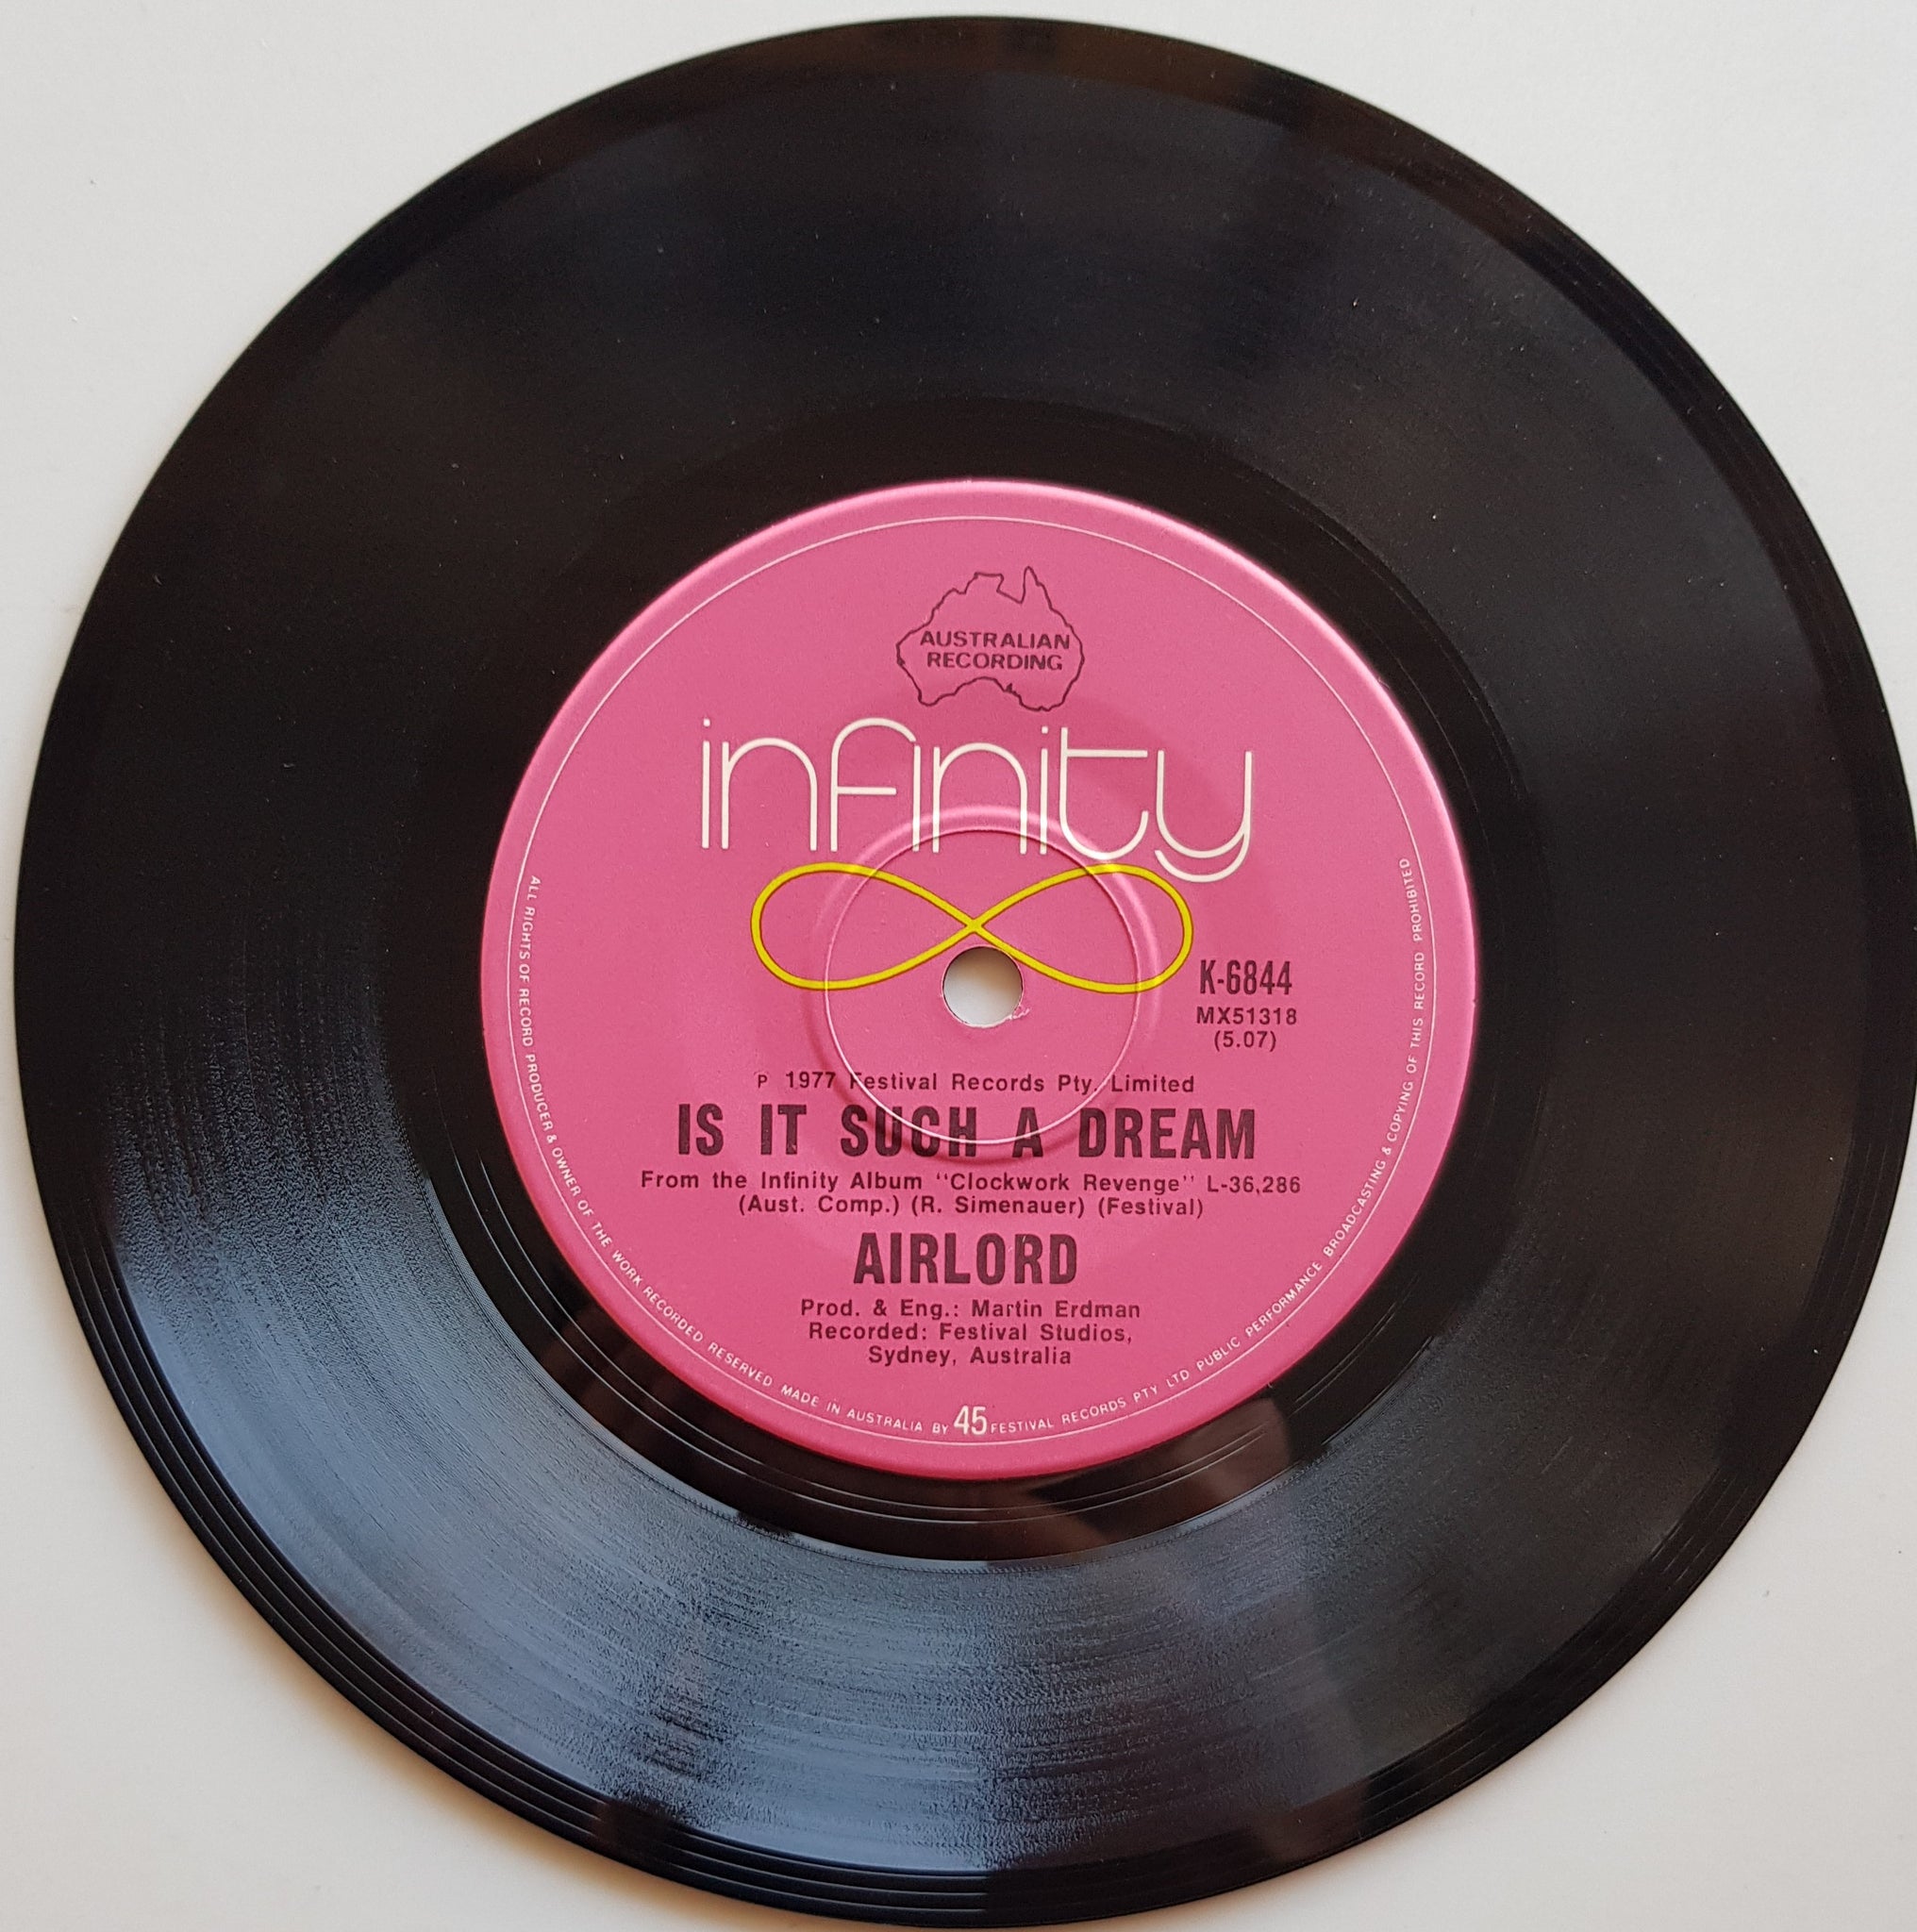 AUSTRALIAN
RECORDING
infinity
K-6844
MX51318
(5.07)
P 1977 Festival Records Pty. Limited
IS IT SUCH A DREAM
From the Infinity Album "Clockwork Revenge" L-36,286
(Aust. Comp.) (R. Simenauer) (Festival)
AIRLORD
Prod. & Eng.: Martin Erdman
Recorded: Festival Studios,
Sydney, Australia
ALL RIGHTS OF RECORD PRODUCER & OWNER OF THE WORK RECORDED RESERVED MADE IN AUSTRALIA BY 45 FESTIVAL RECORDS PTY LTD PUBLIC PERFORMANCE BROADCASTING & COPYING OF THIS RECORD PROHIBITED